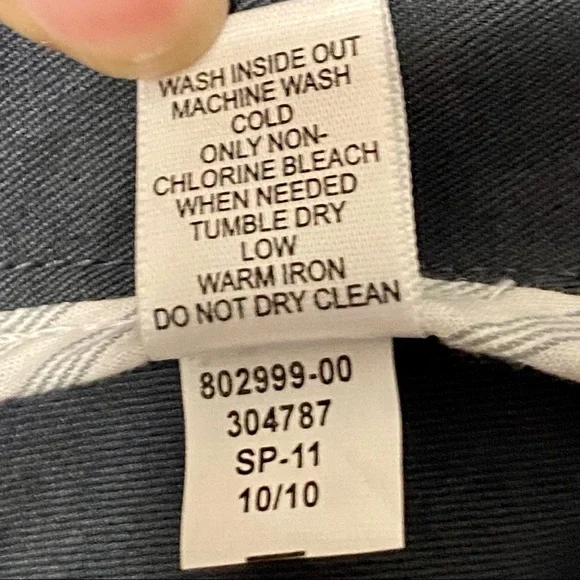 WASH INSIDE OUT
MACHINE WASH
COLD
ONLY NON-
CHLORINE BLEACH
WHEN NEEDED
TUMBLE DRY
LOW
WARM IRON
DO NOT DRY CLEAN
802999-00
304787
SP-11
10/10